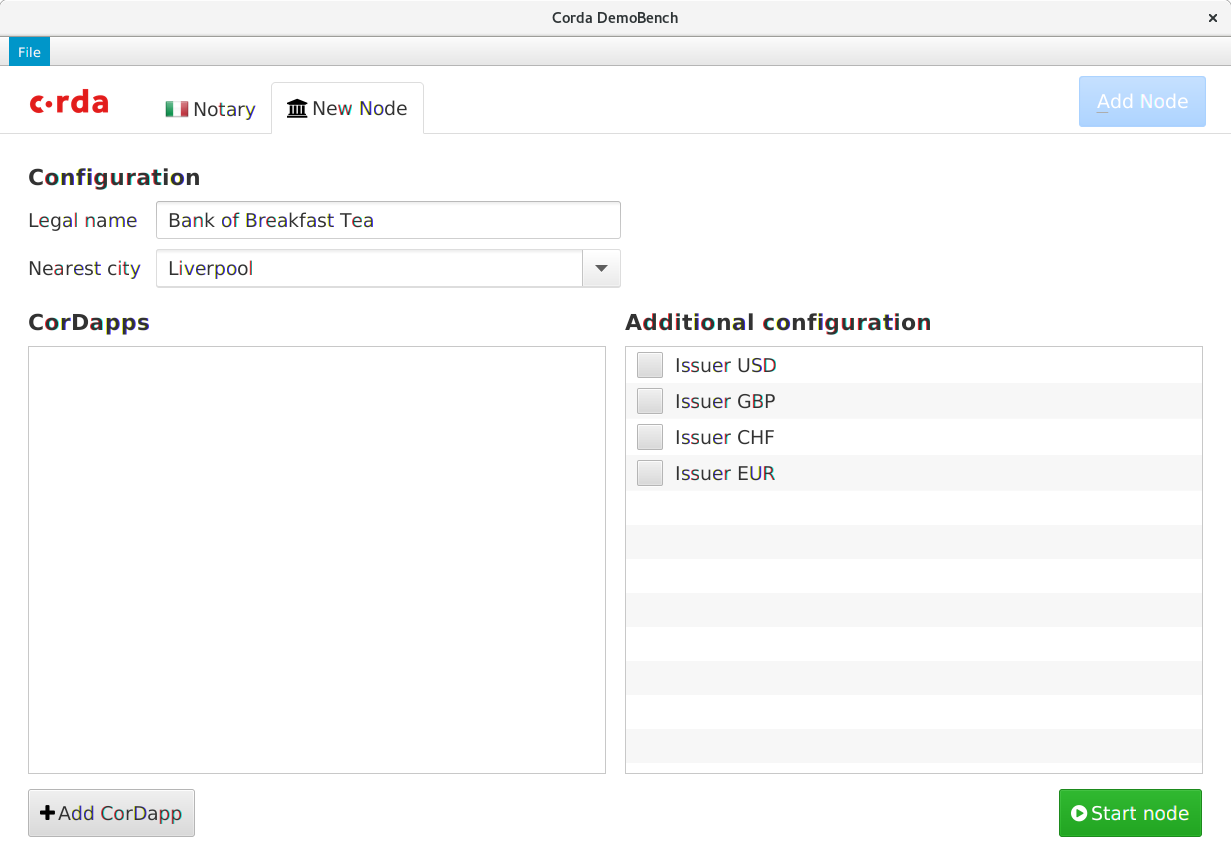 Corda DemoBench
File
c·rda
Notary
New Node
Add Node
Configuration
Legal name Bank of Breakfast Tea
Nearest city Liverpool
CorDapps
Additional configuration
Issuer USD
Issuer GBP
Issuer CHF
Issuer EUR
Add CorDapp
Start node